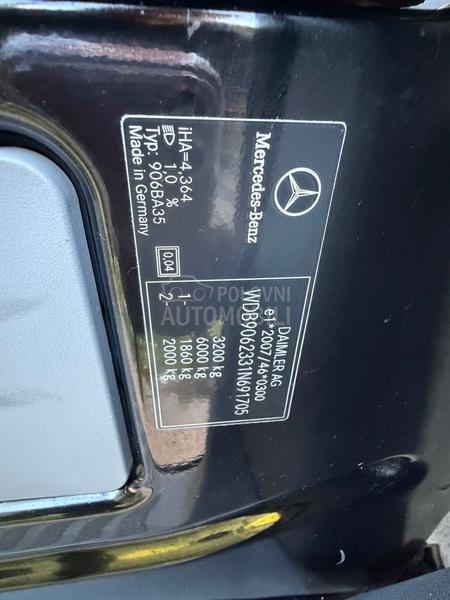 Mercedes-Benz
DAIMLER AG
e1*2007/46*0300
WDB9062331N691705
3200 kg
6000 kg
1- 1860 kg
2- 2000 kg
0.04
iHA=4,364
1,0 %
Typ: 906BA35
Made in Germany
POLOVNI
AUTOMOBILI